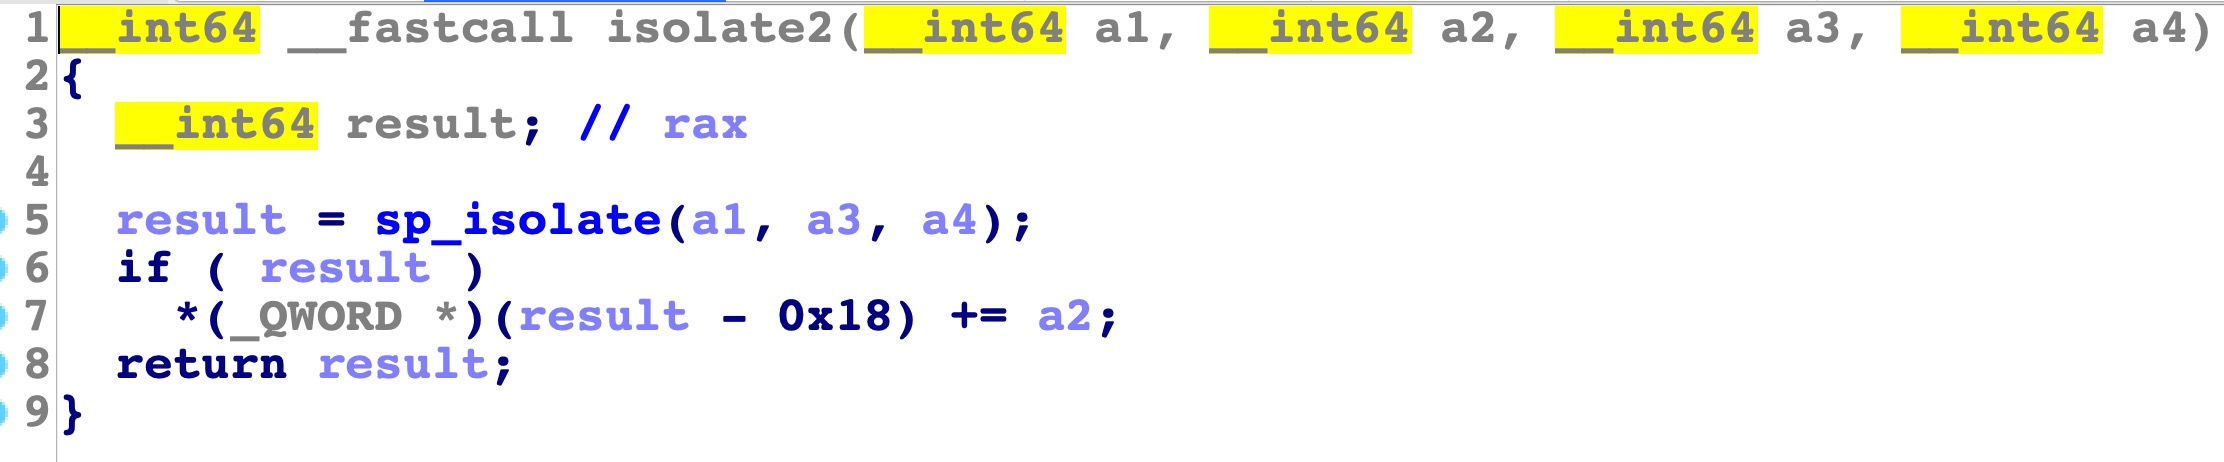 1 __int64 __fastcall isolate2(__int64 a1, __int64 a2, __int64 a3, __int64 a4)
2 {
3   __int64 result; // rax
4
5   result = sp_isolate(a1, a3, a4);
6   if ( result )
7     *(_QWORD *)(result - 0x18) += a2;
8   return result;
9 }